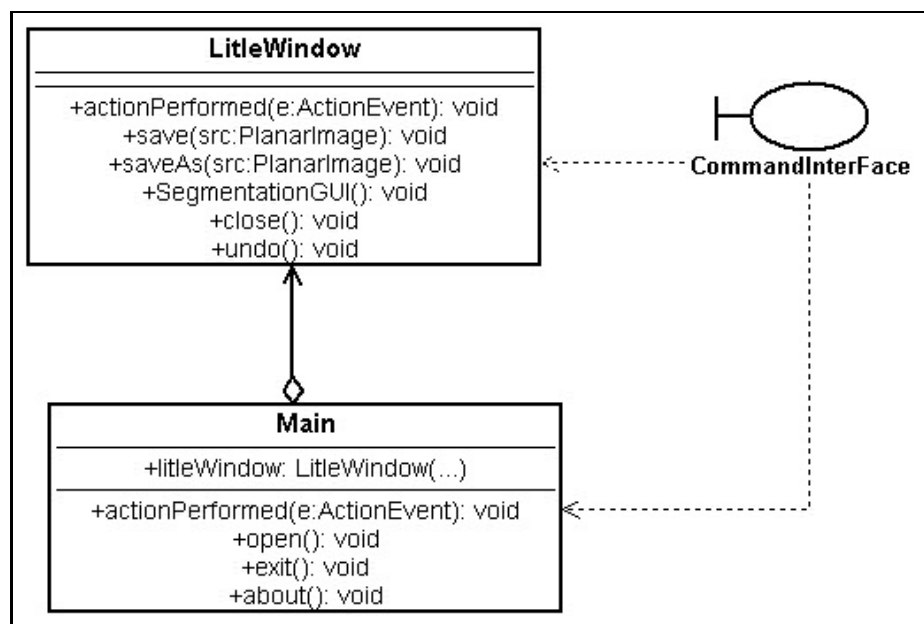 LitleWindow
+actionPerformed(e:ActionEvent): void
+save(src:PlanarImage): void
+saveAs(src:PlanarImage): void
+SegmentationGUI(): void
+close(): void
+undo(): void
CommandInterFace
Main
+litleWindow: LitleWindow(...)
+actionPerformed(e:ActionEvent): void
+open(): void
+exit(): void
+about(): void